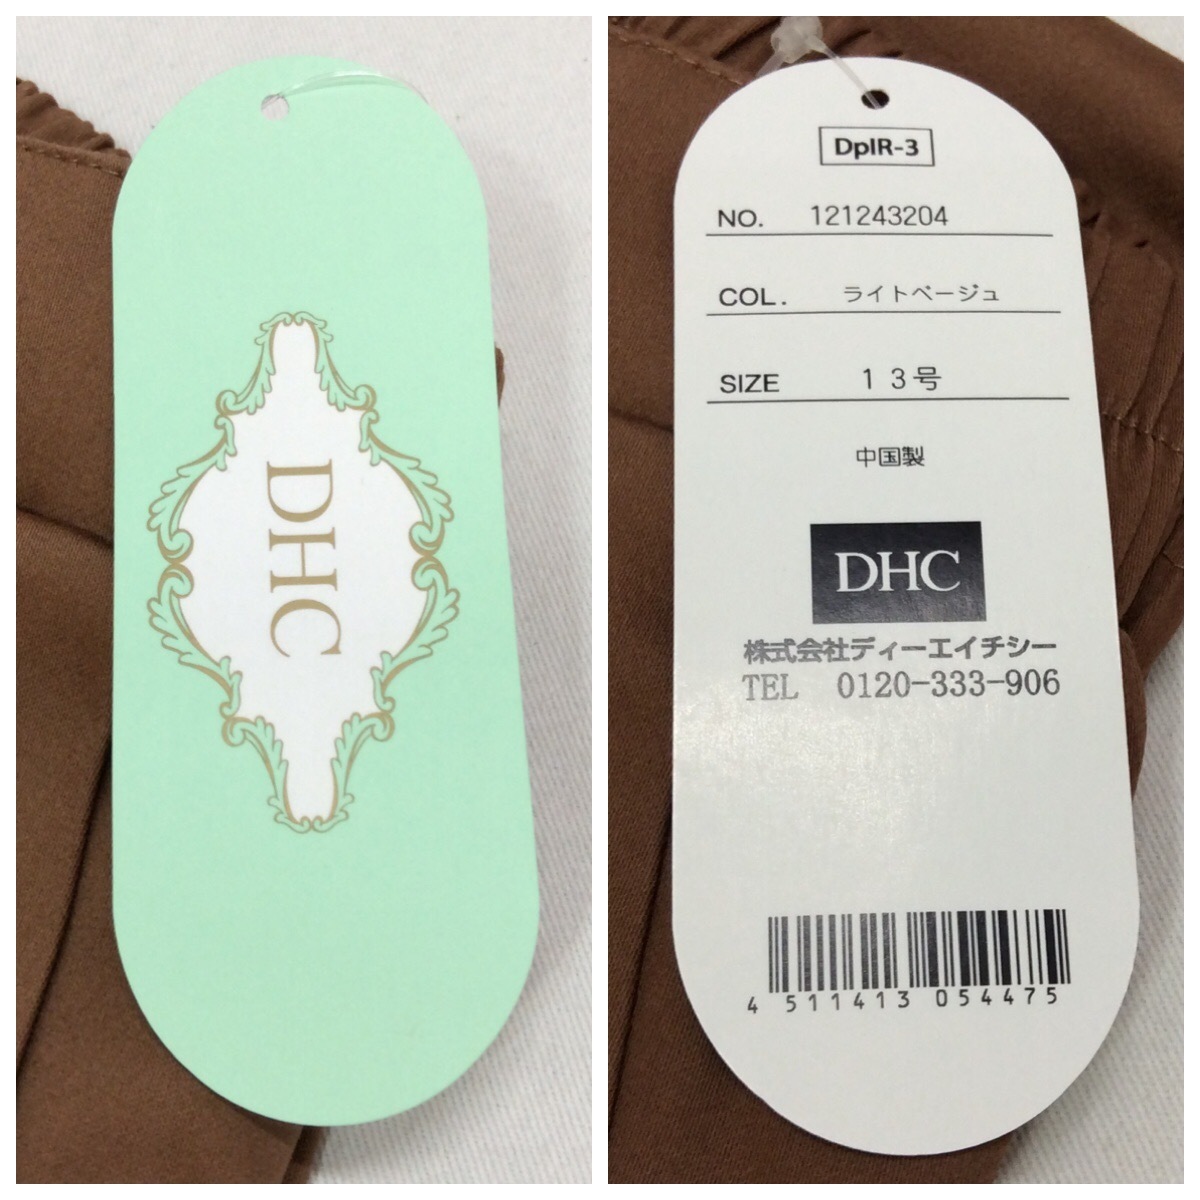 DHC
DpIR-3
NO. 121243204
COL. ライトベージュ
SIZE 13号
中国製
DHC
株式会社ディーエイチシー
TEL 0120-333-906
4 511413 054475